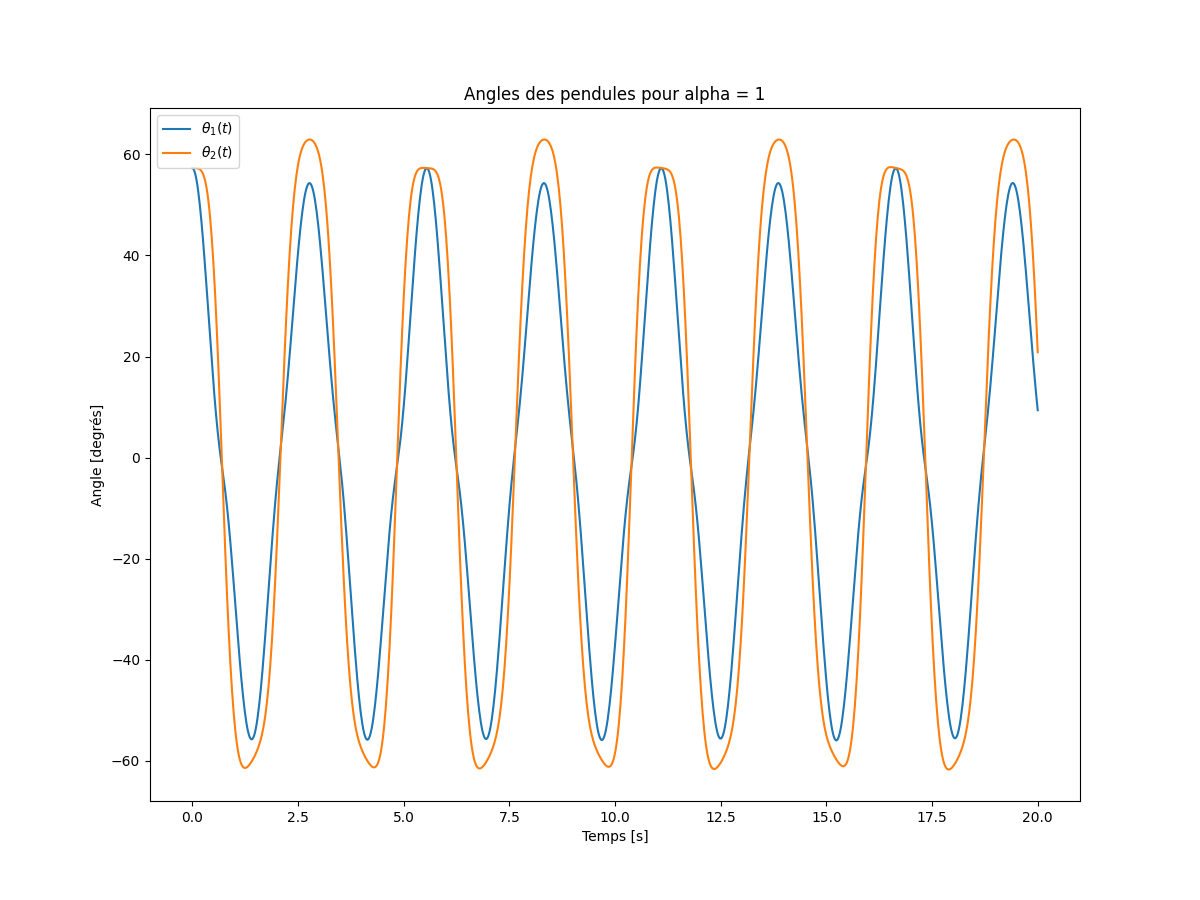 Angles des pendules pour alpha = 1
θ₁(t)
θ₂(t)
60
40
20
0
−20
−40
−60
Angle [degrés]
0.0 2.5 5.0 7.5 10.0 12.5 15.0 17.5 20.0
Temps [s]